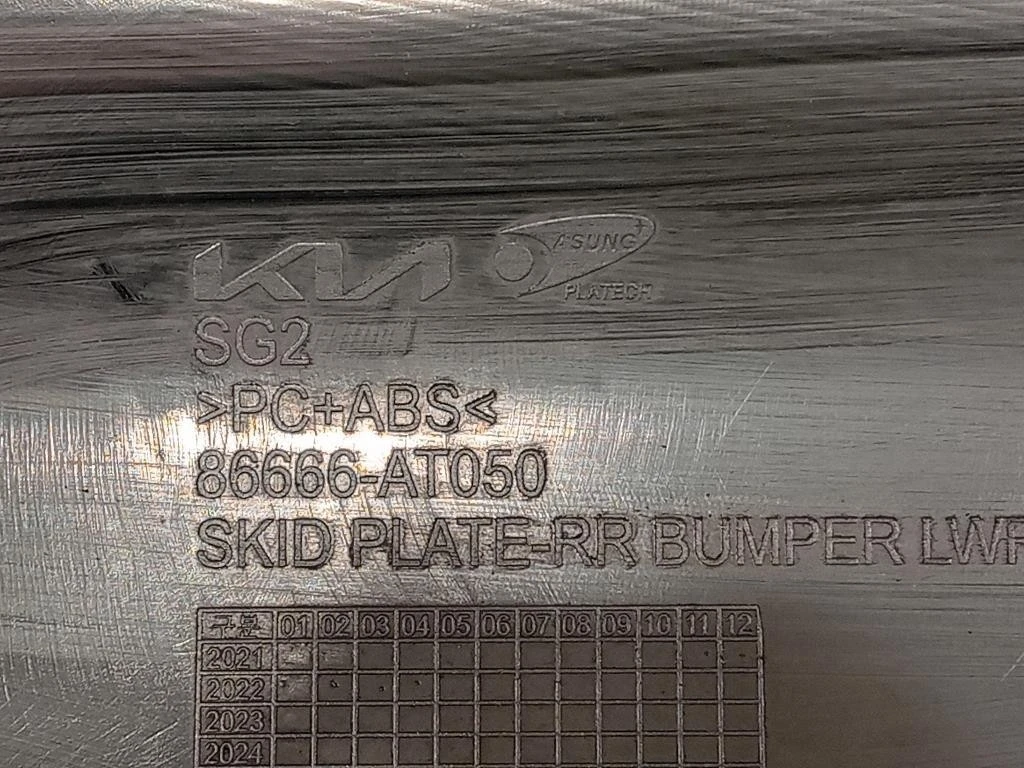 KIA ASUNG
PLATECH
SG2
>PC+ABS<
86666-AT050
SKID PLATE-RR BUMPER LWR
구분 01 02 03 04 05 06 07 08 09 10 11 12
2021
2022
2023
2024